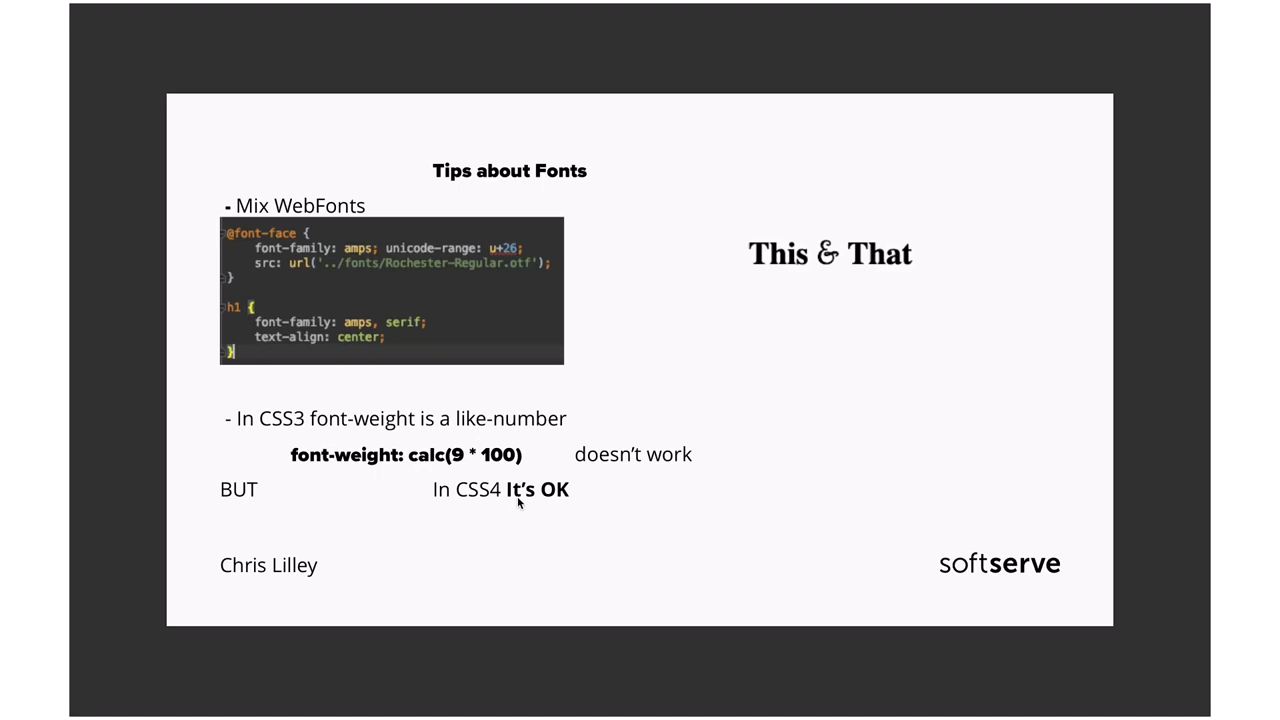 Tips about Fonts
- Mix WebFonts
@font-face {
font-family: amps; unicode-range: u+26;
src: url('../fonts/Rochester-Regular.otf');
}
h1 {
font-family: amps, serif;
text-align: center;
}
This & That
- In CSS3 font-weight is a like-number
font-weight: calc(9 * 100) doesn’t work
BUT In CSS4 It’s OK
Chris Lilley
softserve